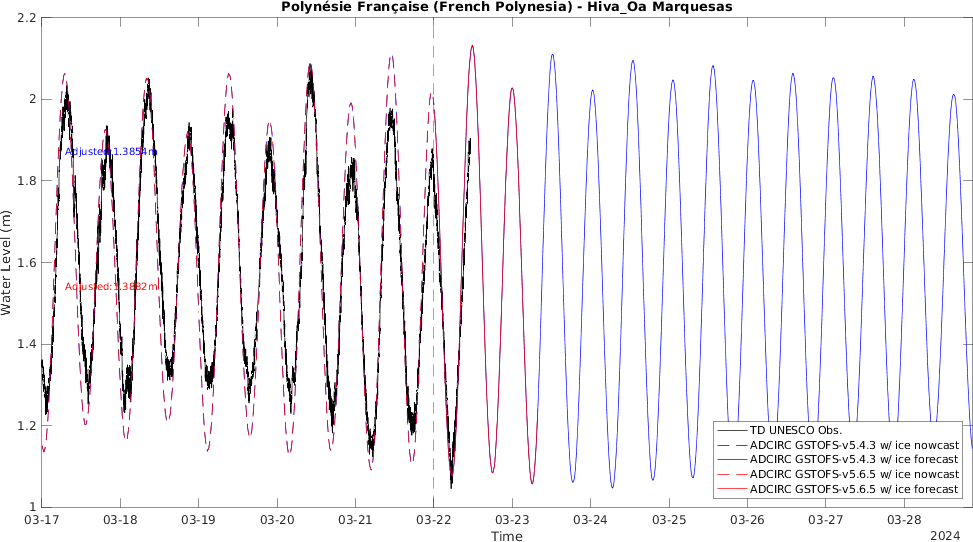 Polynésie Française (French Polynesia) - Hiva_Oa Marquesas
2.2
2
1.8
1.6
1.4
1.2
1
Water Level (m)
Adjusted:1.3854m
Adjusted:1.3882m
TD UNESCO Obs.
ADCIRC GSTOFS-v5.4.3 w/ ice nowcast
ADCIRC GSTOFS-v5.4.3 w/ ice forecast
ADCIRC GSTOFS-v5.6.5 w/ ice nowcast
ADCIRC GSTOFS-v5.6.5 w/ ice forecast
03-17 03-18 03-19 03-20 03-21 03-22 03-23 03-24 03-25 03-26 03-27 03-28
Time
2024